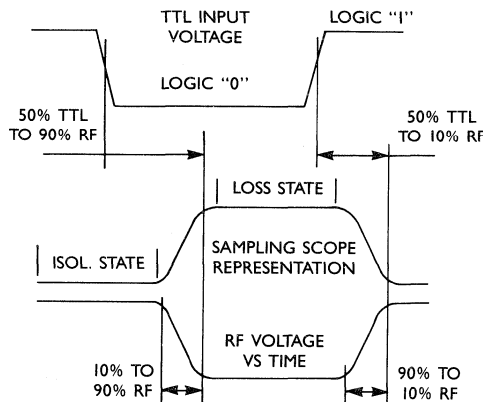 TTL INPUT
VOLTAGE
LOGIC "I"
LOGIC "0"
50% TTL
TO 90% RF
50% TTL
TO 10% RF
LOSS STATE
ISOL. STATE
SAMPLING SCOPE
REPRESENTATION
RF VOLTAGE
VS TIME
10% TO
90% RF
90% TO
10% RF